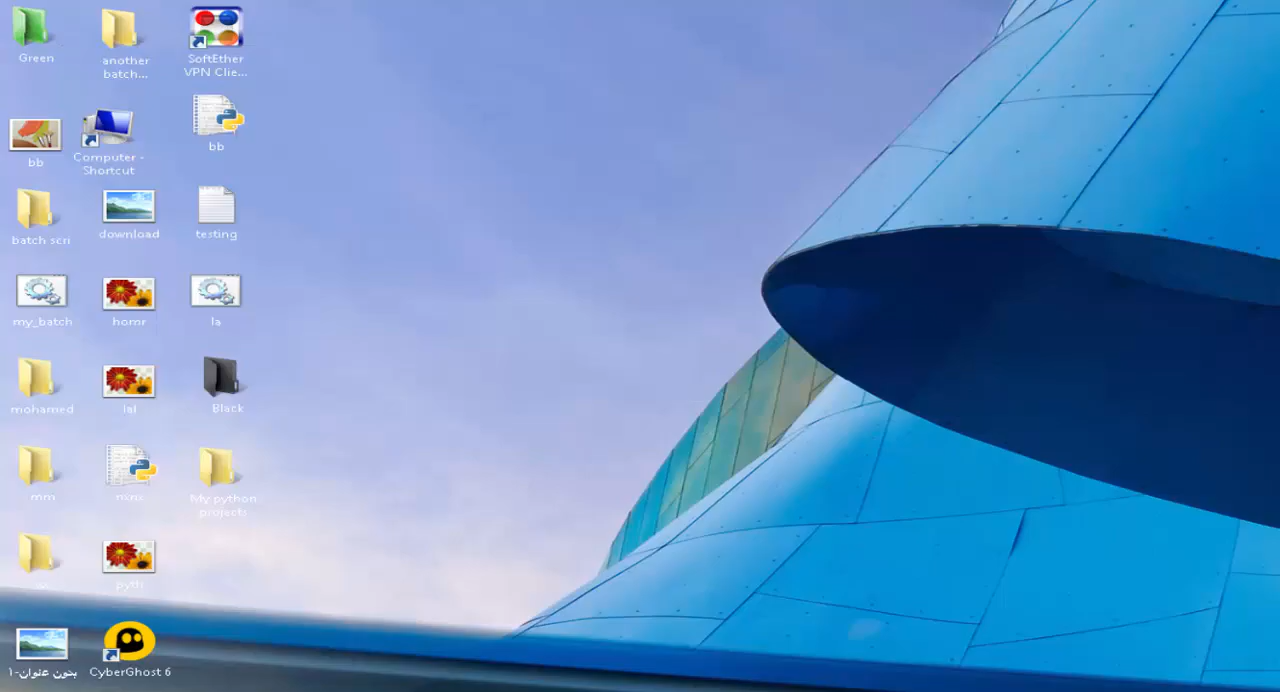 Green
another
batch...
SoftEther
VPN Clie...
bb
Computer -
Shortcut
bb
batch scri
download
testing
my_batch
homr
la
mohamed
lal
Black
mm
My python
projects
pyth
بدون عنوان-١
CyberGhost 6